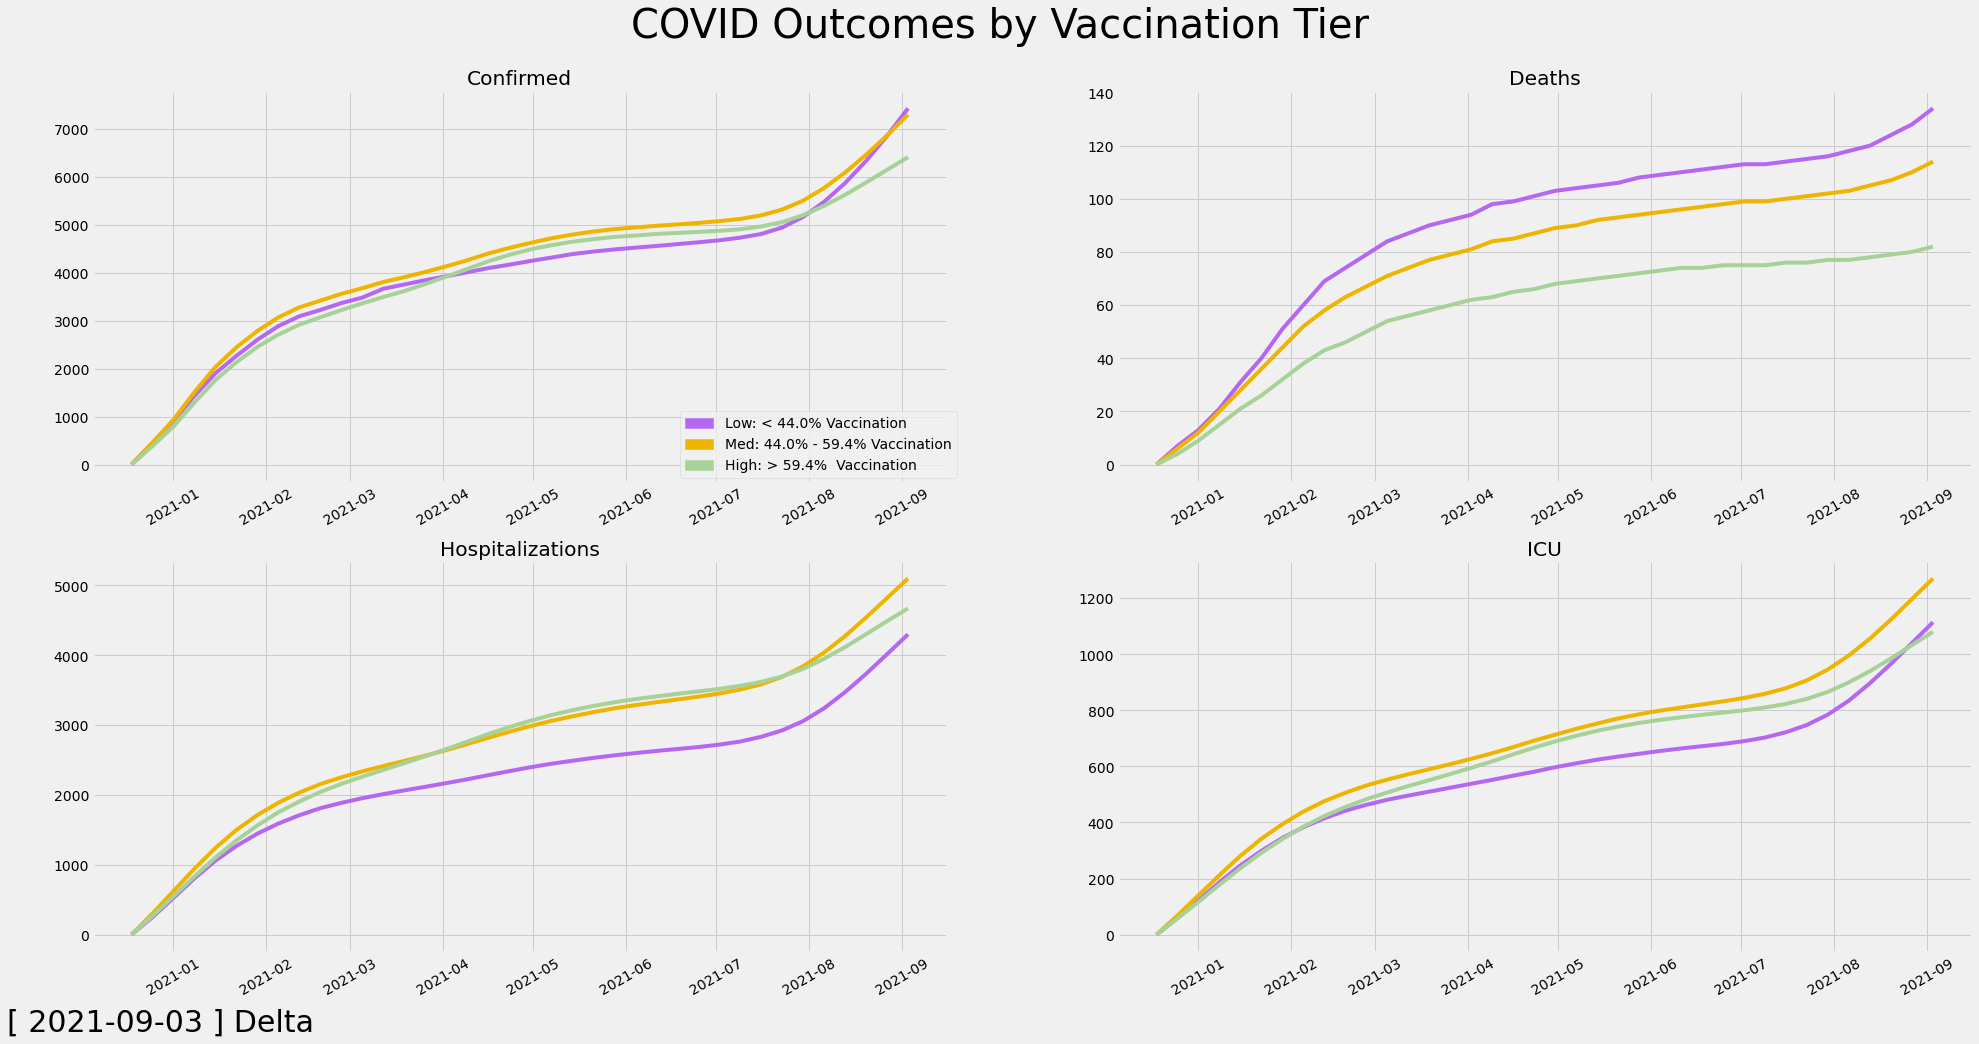 COVID Outcomes by Vaccination Tier
Confirmed
7000
6000
5000
4000
3000
2000
1000
0
Low: < 44.0% Vaccination
Med: 44.0% - 59.4% Vaccination
High: > 59.4%  Vaccination
2021-01 2021-02 2021-03 2021-04 2021-05 2021-06 2021-07 2021-08 2021-09
Deaths
140
120
100
80
60
40
20
0
2021-01 2021-02 2021-03 2021-04 2021-05 2021-06 2021-07 2021-08 2021-09
Hospitalizations
5000
4000
3000
2000
1000
0
2021-01 2021-02 2021-03 2021-04 2021-05 2021-06 2021-07 2021-08 2021-09
ICU
1200
1000
800
600
400
200
0
2021-01 2021-02 2021-03 2021-04 2021-05 2021-06 2021-07 2021-08 2021-09
[ 2021-09-03 ] Delta